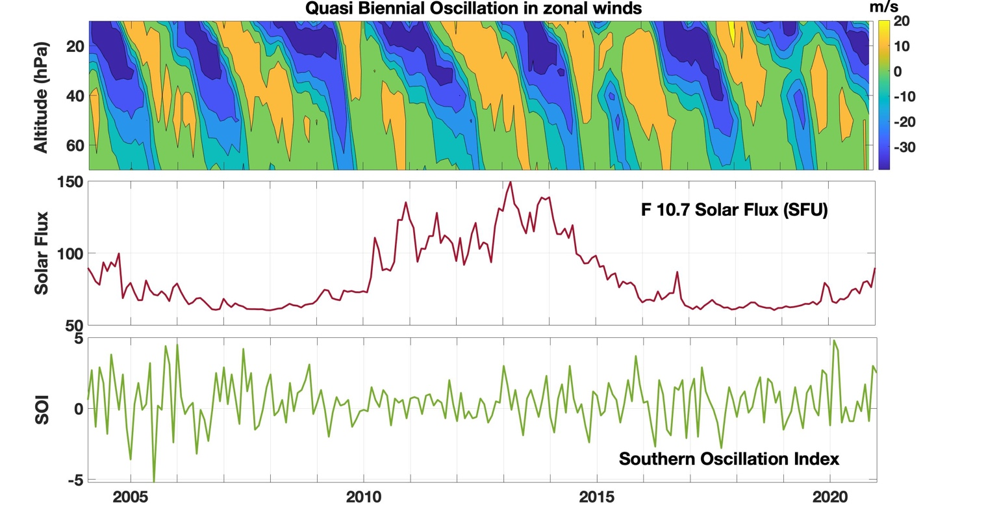 Quasi Biennial Oscillation in zonal winds
m/s
Altitude (hPa)
20
40
60
20
10
0
-10
-20
-30
Solar Flux
150
100
50
F 10.7 Solar Flux (SFU)
SOI
5
0
-5
Southern Oscillation Index
2005
2010
2015
2020